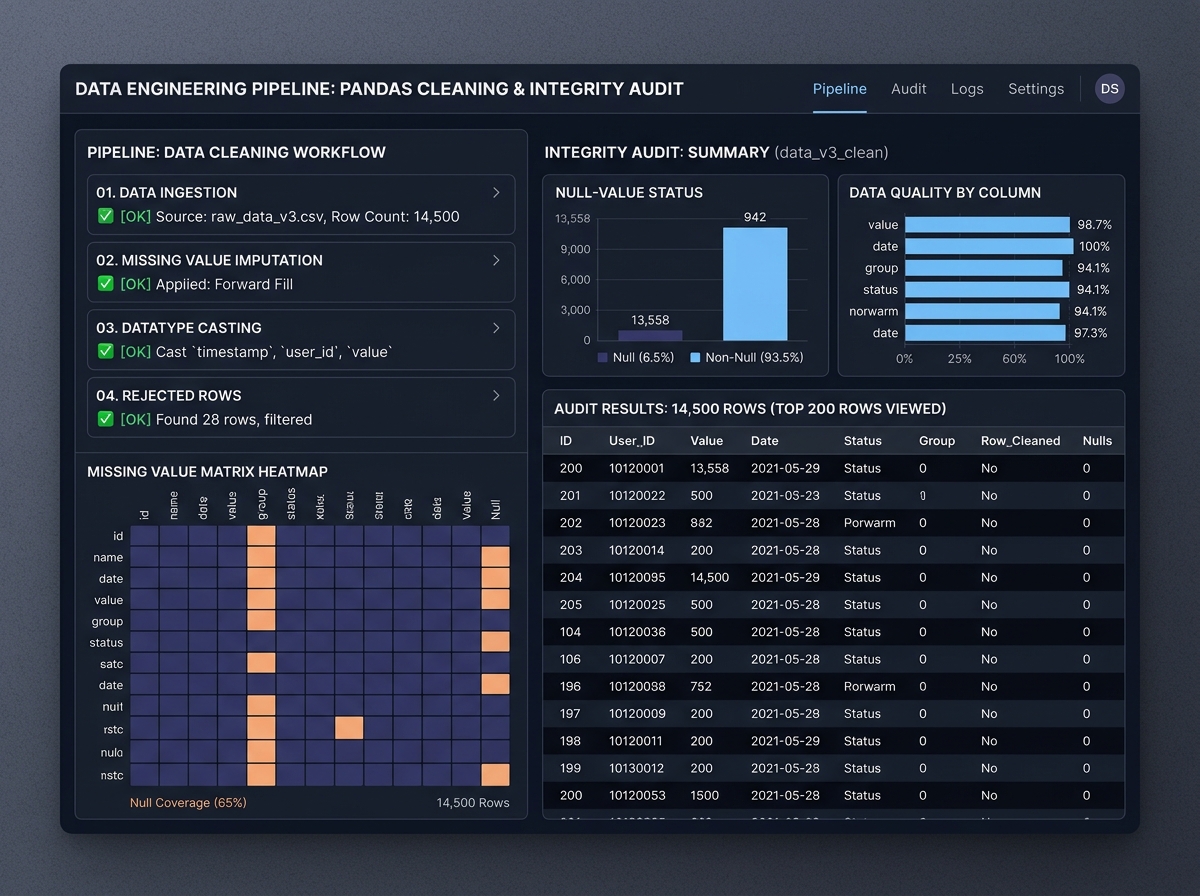 DATA ENGINEERING PIPELINE: PANDAS CLEANING & INTEGRITY AUDIT
Pipeline Audit Logs Settings DS
PIPELINE: DATA CLEANING WORKFLOW
01. DATA INGESTION
✅ [OK] Source: raw_data_v3.csv, Row Count: 14,500
02. MISSING VALUE IMPUTATION
✅ [OK] Applied: Forward Fill
03. DATATYPE CASTING
✅ [OK] Cast `timestamp`, `user_id`, `value`
04. REJECTED ROWS
✅ [OK] Found 28 rows, filtered
MISSING VALUE MATRIX HEATMAP
id name date value group Value Null
id
name
date
value
group
status
satc
date
rstc
nstc
Null Coverage (65%) 14,500 Rows
INTEGRITY AUDIT: SUMMARY (data_v3_clean)
NULL-VALUE STATUS
13,558
9,000
6,000
3,000
0
13,558
942
Null (6.5%) Non-Null (93.5%)
DATA QUALITY BY COLUMN
value 98.7%
date 100%
group 94.1%
status 94.1%
norwarm 94.1%
date 97.3%
0% 25% 60% 100%
AUDIT RESULTS: 14,500 ROWS (TOP 200 ROWS VIEWED)
ID User_ID Value Date Status Group Row_Cleaned Nulls
200 10120001 13,558 2021-05-29 Status 0 No 0
201 10120022 500 2021-05-23 Status No 0
202 10120023 882 2021-05-28 Porwarm 0 No 0
203 10120014 200 2021-05-28 Status 0 No 0
204 10120095 14,500 2021-05-29 Status 0 No 0
205 10120025 500 2021-05-28 Status 0 No 0
104 10120036 500 2021-05-28 Status 0 No 0
106 10120007 200 2021-05-28 Status 0 No 0
196 10120098 752 2021-05-28 Rorwarm 0 No 0
197 10120009 200 2021-05-28 Status 0 No 0
198 10120011 200 2021-05-29 Status 0 No 0
199 10130012 200 2021-05-28 Status 0 No 0
200 10120053 1500 2021-05-28 Status 0 No 0